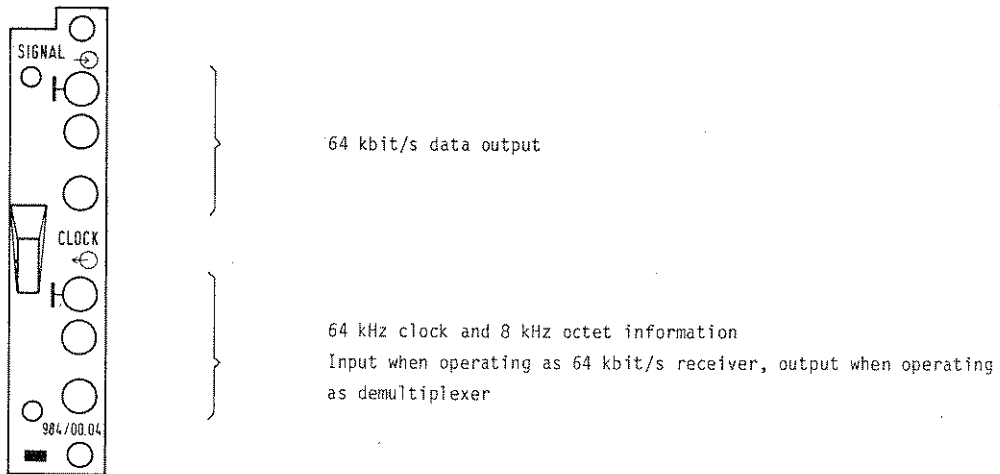 SIGNAL
64 kbit/s data output
CLOCK
64 kHz clock and 8 kHz octet information
Input when operating as 64 kbit/s receiver, output when operating
as demultiplexer
984/00.04